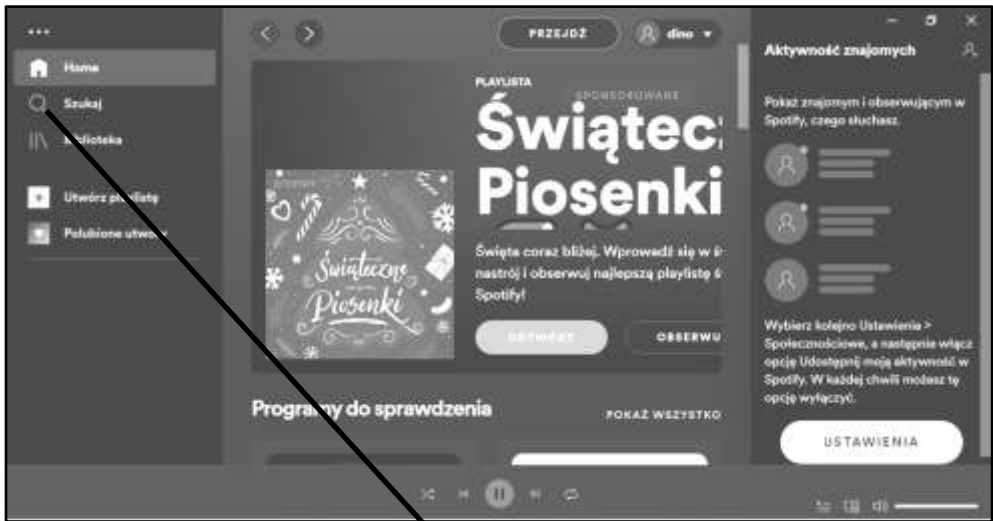 Home
Szukaj
Biblioteka
Utwórz playlistę
Polubione utwory
PRZEJDŹ
dino
PLAYLISTA
SPONSOROWANE
Świątecz
Piosenki
Świąteczne
Piosenki
Święta coraz bliżej. Wprowadź się w ś
nastrój i obserwuj najlepszą playlistę ś
Spotify!
OTWÓRZ
OBSERWU
Programy do sprawdzenia
POKAŻ WSZYSTKO
Aktywność znajomych
Pokaż znajomym i obserwującym w
Spotify, czego słuchasz.
Wybierz kolejno Ustawienia >
Społecznościowe, a następnie włącz
opcję Udostępnij moją aktywność w
Spotify. W każdej chwili możesz tę
opcję wyłączyć.
USTAWIENIA